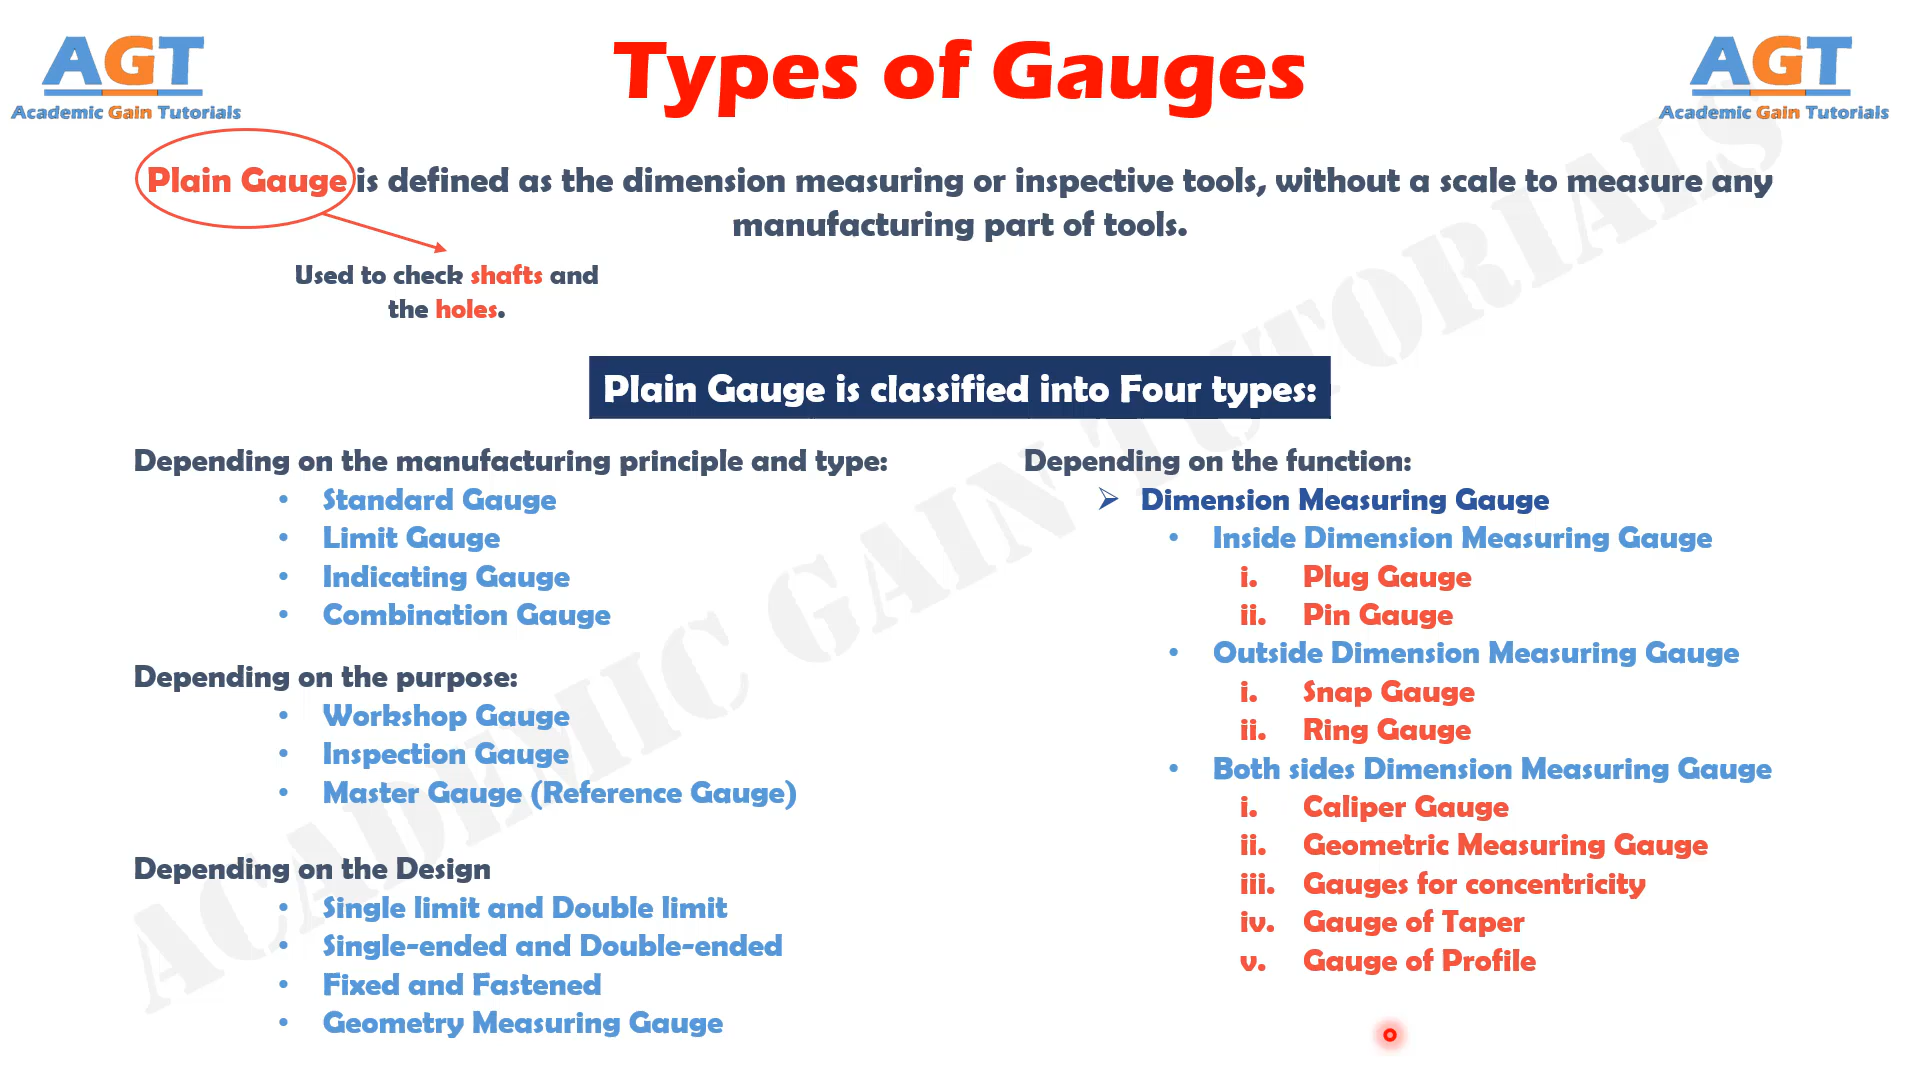 AGT
Academic Gain Tutorials
Types of Gauges
AGT
Academic Gain Tutorials
Plain Gauge is defined as the dimension measuring or inspective tools, without a scale to measure any
manufacturing part of tools.
Used to check shafts and
the holes.
Plain Gauge is classified into Four types:
Depending on the manufacturing principle and type:
• Standard Gauge
• Limit Gauge
• Indicating Gauge
• Combination Gauge
Depending on the purpose:
• Workshop Gauge
• Inspection Gauge
• Master Gauge (Reference Gauge)
Depending on the Design
• Single limit and Double limit
• Single-ended and Double-ended
• Fixed and Fastened
• Geometry Measuring Gauge
Depending on the function:
➢ Dimension Measuring Gauge
• Inside Dimension Measuring Gauge
i. Plug Gauge
ii. Pin Gauge
• Outside Dimension Measuring Gauge
i. Snap Gauge
ii. Ring Gauge
• Both sides Dimension Measuring Gauge
i. Caliper Gauge
ii. Geometric Measuring Gauge
iii. Gauges for concentricity
iv. Gauge of Taper
v. Gauge of Profile
ACADEMIC GAIN TUTORIALS